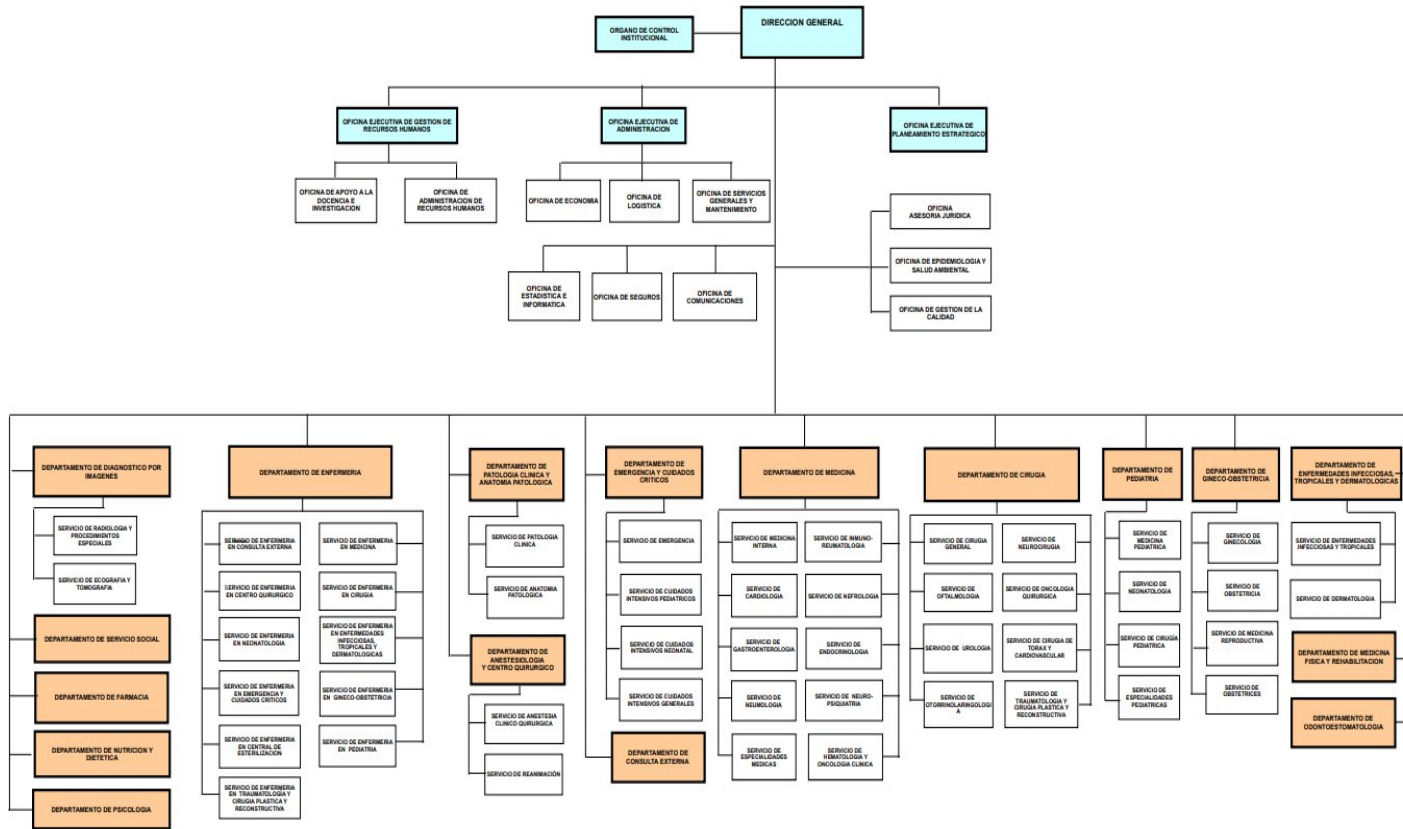 DIRECCION GENERAL
ORGANO DE CONTROL
INSTITUCIONAL
OFICINA EJECUTIVA DE GESTION DE
RECURSOS HUMANOS
OFICINA EJECUTIVA DE
ADMINISTRACION
OFICINA EJECUTIVA DE
PLANEAMIENTO ESTRATEGICO
OFICINA DE APOYO A LA
DOCENCIA E
INVESTIGACION
OFICINA DE
ADMINISTRACION DE
RECURSOS HUMANOS
OFICINA DE ECONOMIA
OFICINA DE
LOGISTICA
OFICINA DE SERVICIOS
GENERALES Y
MANTENIMIENTO
OFICINA
ASESORIA JURIDICA
OFICINA DE EPIDEMIOLOGIA Y
SALUD AMBIENTAL
OFICINA DE GESTION DE LA
CALIDAD
OFICINA DE
ESTADISTICA E
INFORMATICA
OFICINA DE SEGUROS
OFICINA DE
COMUNICACIONES
DEPARTAMENTO DE DIAGNOSTICO POR
IMAGENES
SERVICIO DE RADIOLOGIA Y
PROCEDIMIENTOS
ESPECIALES
SERVICIO DE ECOGRAFIA Y
TOMOGRAFIA
DEPARTAMENTO DE SERVICIO SOCIAL
DEPARTAMENTO DE FARMACIA
DEPARTAMENTO DE NUTRICION Y
DIETETICA
DEPARTAMENTO DE PSICOLOGIA
DEPARTAMENTO DE ENFERMERIA
SERVICIO DE ENFERMERIA
EN CONSULTA EXTERNA
SERVICIO DE ENFERMERIA
EN CENTRO QUIRURGICO
SERVICIO DE ENFERMERIA
EN NEONATOLOGIA
SERVICIO DE ENFERMERIA
EN EMERGENCIA Y
CUIDADOS CRITICOS
SERVICIO DE ENFERMERIA
EN CENTRAL DE
ESTERILIZACION
SERVICIO DE ENFERMERIA
EN TRAUMATOLOGIA Y
CIRUGIA PLASTICA Y
RECONSTRUCTIVA
SERVICIO DE ENFERMERIA
EN MEDICINA
SERVICIO DE ENFERMERIA
EN CIRUGIA
SERVICIO DE ENFERMERIA
EN ENFERMEDADES
INFECCIOSAS,
TROPICALES Y
DERMATOLOGICAS
SERVICIO DE ENFERMERIA
EN GINECO-OBSTETRICIA
SERVICIO DE ENFERMERIA
EN PEDIATRIA
DEPARTAMENTO DE
PATOLOGIA CLINICA Y
ANATOMIA PATOLOGICA
SERVICIO DE PATOLOGIA
CLINICA
SERVICIO DE ANATOMIA
PATOLOGICA
DEPARTAMENTO DE
ANESTESIOLOGIA
Y CENTRO QUIRURGICO
SERVICIO DE ANESTESIA
CLINICO QUIRURGICA
SERVICIO DE REANIMACIÓN
DEPARTAMENTO DE
EMERGENCIA Y CUIDADOS
CRITICOS
SERVICIO DE EMERGENCIA
SERVICIO DE CUIDADOS
INTENSIVOS PEDIATRICOS
SERVICIO DE CUIDADOS
INTENSIVOS NEONATAL
SERVICIO DE CUIDADOS
INTENSIVOS GENERALES
DEPARTAMENTO DE
CONSULTA EXTERNA
DEPARTAMENTO DE MEDICINA
SERVICIO DE MEDICINA
INTERNA
SERVICIO DE
CARDIOLOGIA
SERVICIO DE
GASTROENTEROLOGIA
SERVICIO DE
NEUMOLOGIA
SERVICIO DE
ESPECIALIDADES
MEDICAS
SERVICIO DE INMUNO-
REUMATOLOGIA
SERVICIO DE NEFROLOGIA
SERVICIO DE
ENDOCRINOLOGIA
SERVICIO DE NEURO-
PSIQUIATRIA
SERVICIO DE
HEMATOLOGIA Y
ONCOLOGIA CLINICA
DEPARTAMENTO DE CIRUGIA
SERVICIO DE CIRUGIA
GENERAL
SERVICIO DE
OFTALMOLOGIA
SERVICIO DE UROLOGIA
SERVICIO DE
OTORRINOLARINGOLOGI
A
SERVICIO DE
NEUROCIRUGIA
SERVICIO DE ONCOLOGIA
QUIRURGICA
SERVICIO DE CIRUGIA DE
TORAX Y
CARDIOVASCULAR
SERVICIO DE
TRAUMATOLOGIA Y
CIRUGIA PLASTICA Y
RECONSTRUCTIVA
DEPARTAMENTO DE
PEDIATRIA
SERVICIO DE
MEDICINA
PEDIATRICA
SERVICIO DE
NEONATOLOGIA
SERVICIO DE CIRUGÍA
PEDIATRICA
SERVICIO DE
ESPECIALIDADES
PEDIATRICAS
DEPARTAMENTO DE
GINECO-OBSTETRICIA
SERVICIO DE
GINECOLOGIA
SERVICIO DE
OBSTETRICIA
SERVICIO DE MEDICINA
REPRODUCTIVA
SERVICIO DE
OBSTETRICES
DEPARTAMENTO DE
ENFERMEDADES INFECCIOSAS,
TROPICALES Y DERMATOLOGICAS
SERVICIO DE ENFERMEDADES
INFECCIOSAS Y TROPICALES
SERVICIO DE DERMATOLOGIA
DEPARTAMENTO DE MEDICINA
FISICA Y REHABILITACION
DEPARTAMENTO DE
ODONTOESTOMATOLOGIA